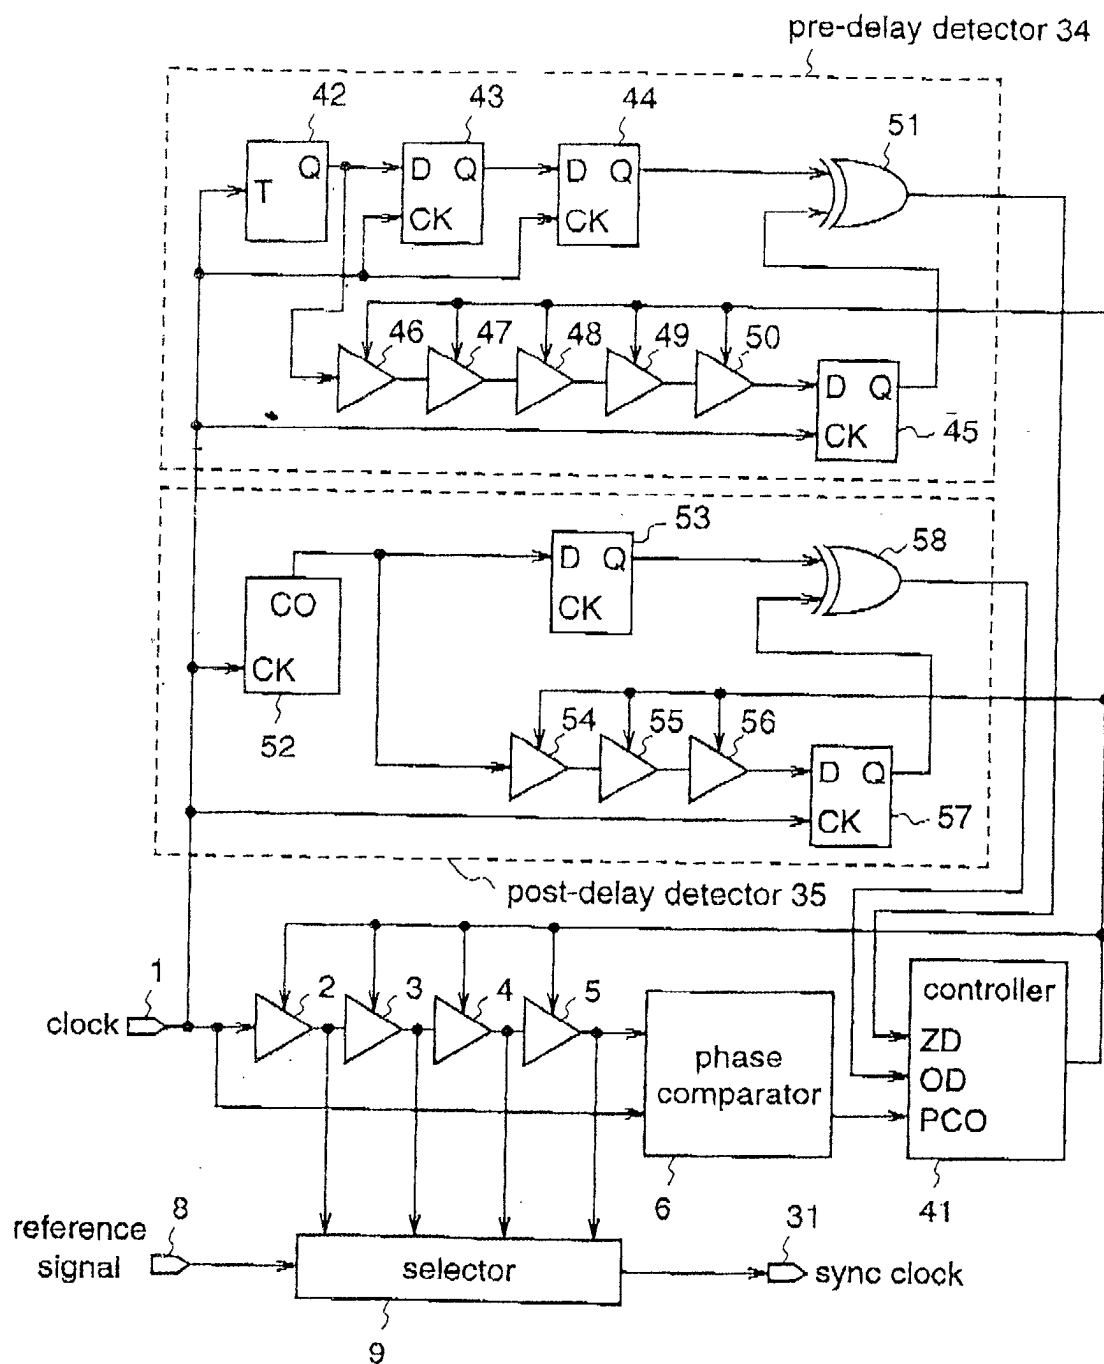 pre-delay detector 34
42
43
44
51
Q
T
D Q
CK
D Q
CK
46
47
48
49
50
D Q
CK
45
53
58
D Q
CK
CO
CK
52
54
55
56
D Q
CK
57
post-delay detector 35
1
clock
2
3
4
5
phase
comparator
6
controller
ZD
OD
PCO
41
reference
signal
8
selector
9
31
sync clock